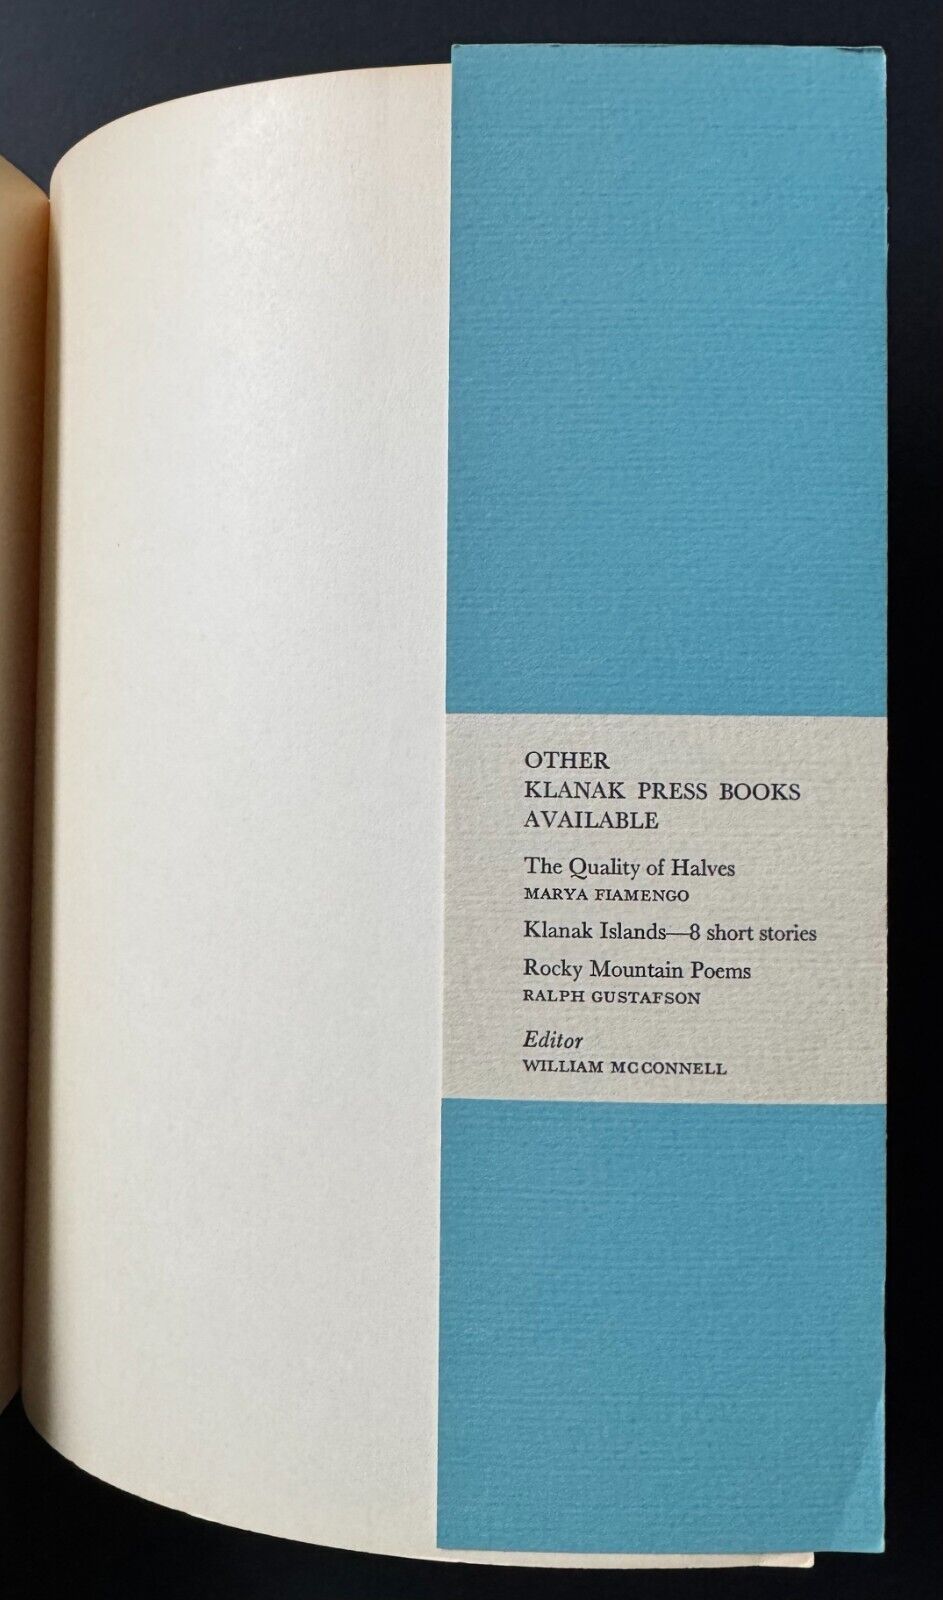 OTHER
KLANAK PRESS BOOKS
AVAILABLE
The Quality of Halves
MARYA FIAMENGO
Klanak Islands—8 short stories
Rocky Mountain Poems
RALPH GUSTAFSON
Editor
WILLIAM MCCONNELL